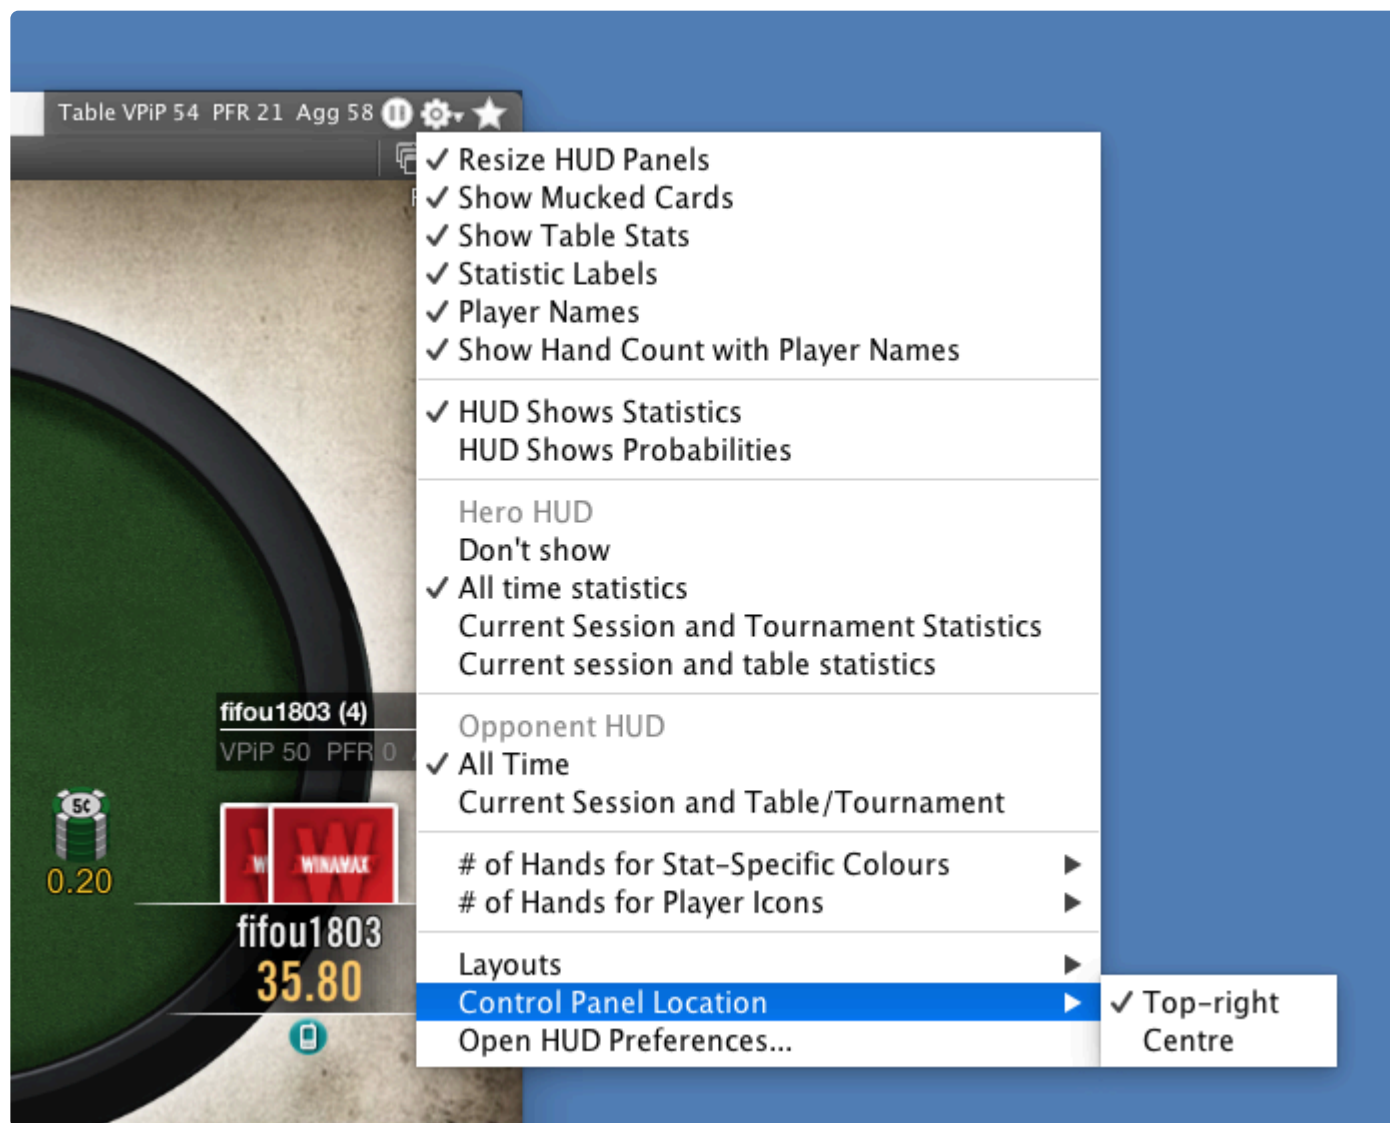 Table VPiP 54 PFR 21 Agg 58
✓ Resize HUD Panels
✓ Show Mucked Cards
✓ Show Table Stats
✓ Statistic Labels
✓ Player Names
✓ Show Hand Count with Player Names
✓ HUD Shows Statistics
HUD Shows Probabilities
Hero HUD
Don't show
✓ All time statistics
Current Session and Tournament Statistics
Current session and table statistics
Opponent HUD
✓ All Time
Current Session and Table/Tournament
# of Hands for Stat-Specific Colours
# of Hands for Player Icons
Layouts
Control Panel Location
✓ Top-right
Centre
Open HUD Preferences...
fifou1803 (4)
VPiP 50 PFR 0
5¢
0.20
W
WINAMAX
fifou1803
35.80